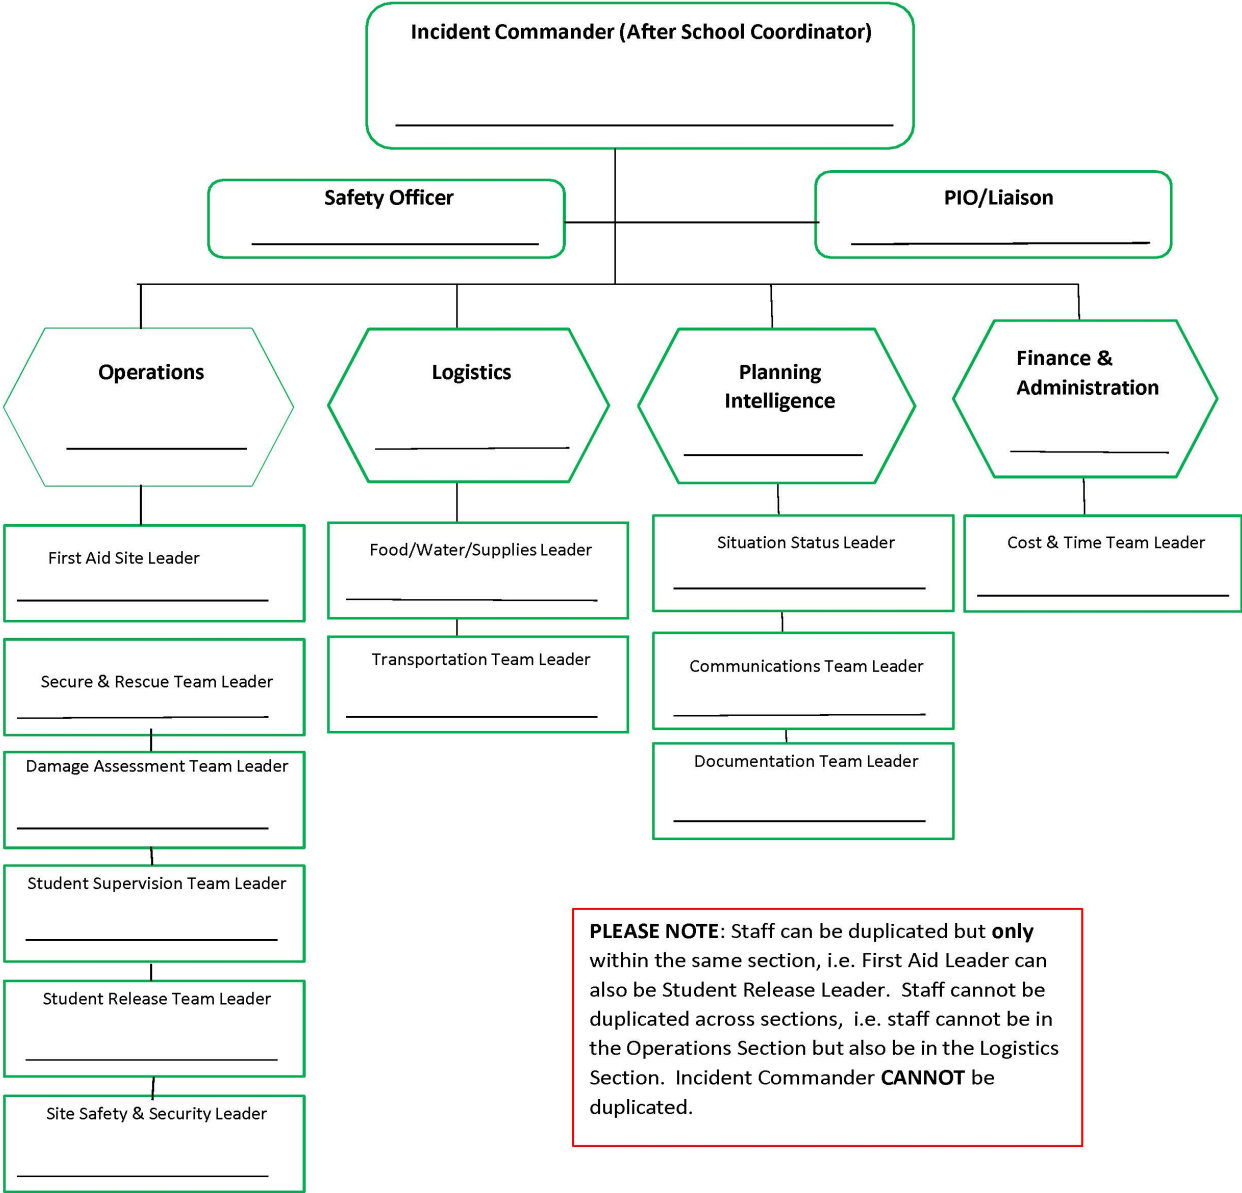 Incident Commander (After School Coordinator)
Safety Officer
PIO/Liaison
Operations
Logistics
Planning
Intelligence
Finance &
Administration
First Aid Site Leader
Secure & Rescue Team Leader
Damage Assessment Team Leader
Student Supervision Team Leader
Student Release Team Leader
Site Safety & Security Leader
Food/Water/Supplies Leader
Transportation Team Leader
Situation Status Leader
Communications Team Leader
Documentation Team Leader
Cost & Time Team Leader
PLEASE NOTE: Staff can be duplicated but only
within the same section, i.e. First Aid Leader can
also be Student Release Leader.  Staff cannot be
duplicated across sections,  i.e. staff cannot be in
the Operations Section but also be in the Logistics
Section.  Incident Commander CANNOT be
duplicated.